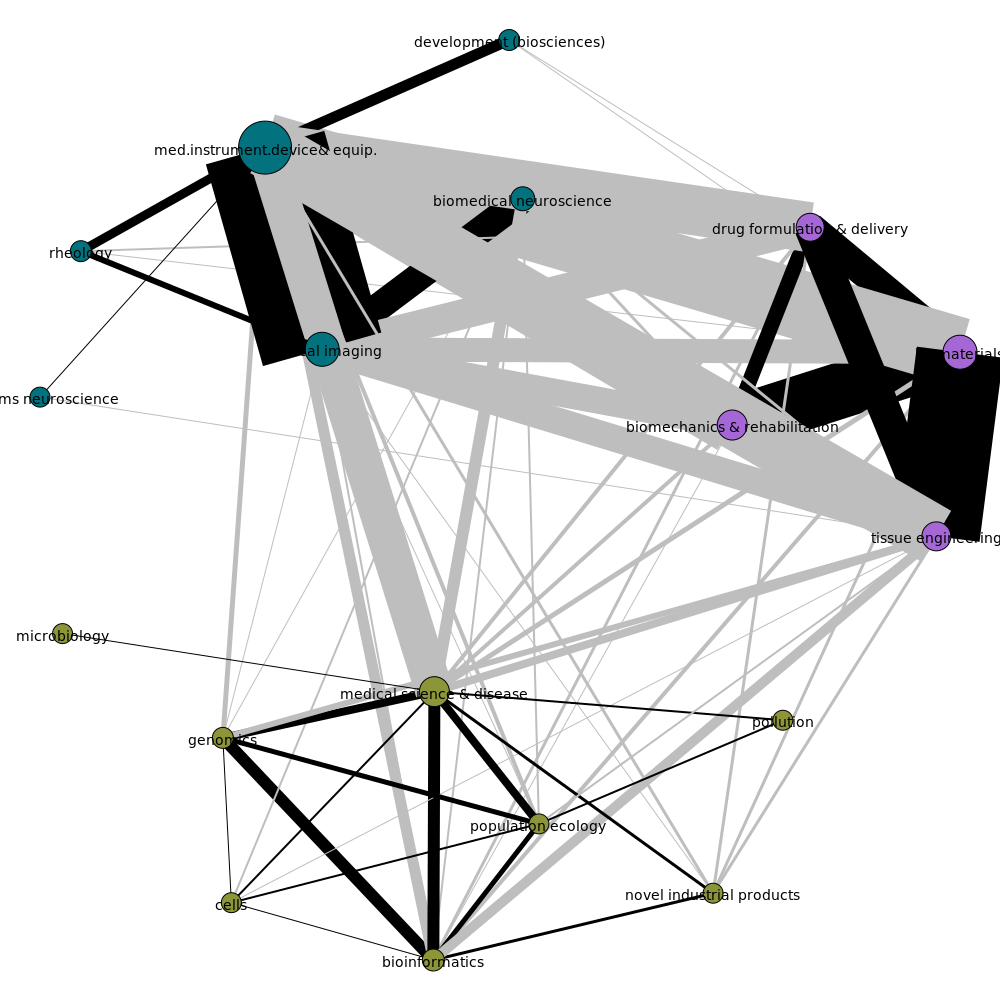 development (biosciences)
med.instrument.device& equip.
biomedical neuroscience
drug formulation & delivery
rheology
al imaging
materials
ms neuroscience
biomechanics & rehabilitation
tissue engineering
microbiology
medical science & disease
pollution
genomics
population ecology
novel industrial products
cells
bioinformatics